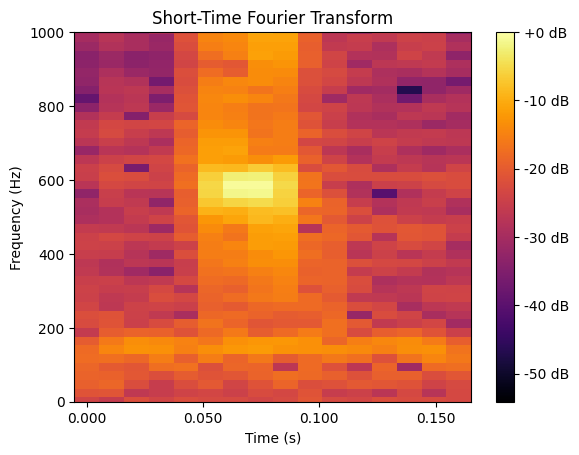 Short-Time Fourier Transform
1000
800
600
400
200
0
Frequency (Hz)
0.000
0.050
0.100
0.150
Time (s)
+0 dB
-10 dB
-20 dB
-30 dB
-40 dB
-50 dB